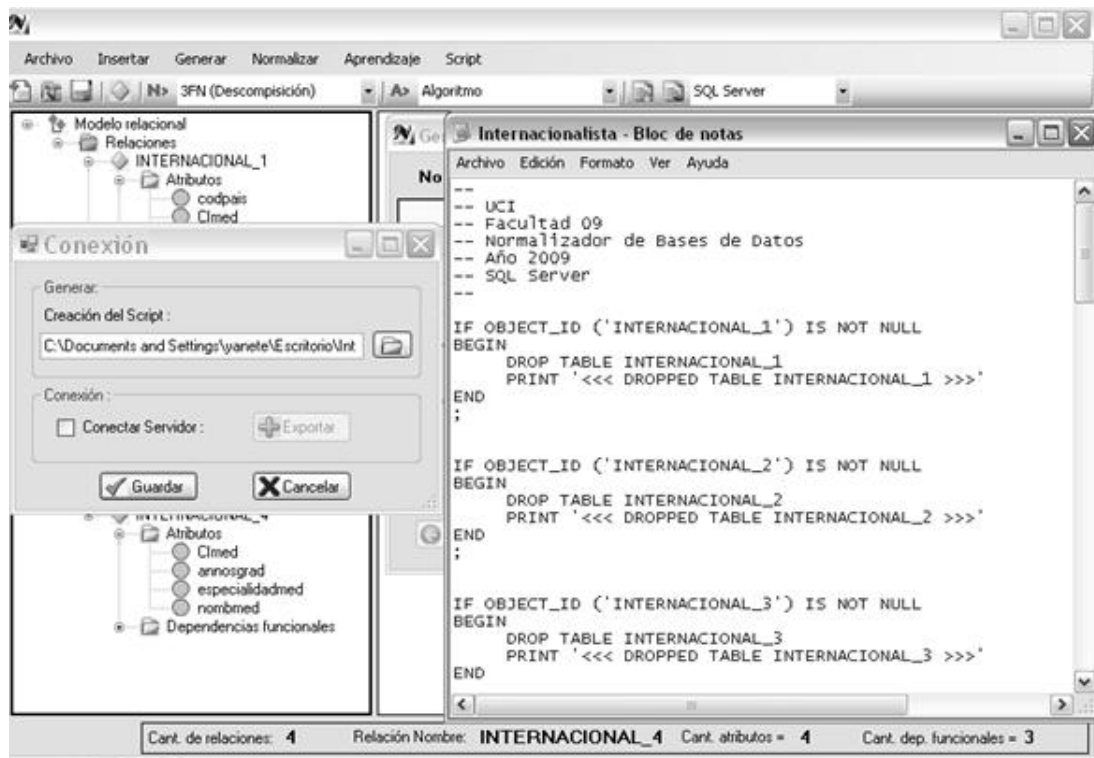 Archivo Insertar Generar Normalizar Aprendizaje Script
N> 3FN (Descompisición) A> Algoritmo SQL Server
Modelo relacional
Relaciones
INTERNACIONAL_1
Atributos
codpais
CImed
Conexión
Generar:
Creación del Script :
C:\Documents and Settings\yanete\Escritorio\Int
Conexión :
Conectar Servidor :
Exportar
Guardar
Cancelar
INTERNACIONAL_4
Atributos
CImed
annosgrad
especialidadmed
nombmed
Dependencias funcionales
Ge
No
Internacionalista - Bloc de notas
Archivo Edición Formato Ver Ayuda
--
-- UCI
-- Facultad 09
-- Normalizador de Bases de Datos
-- Año 2009
-- SQL Server
--
IF OBJECT_ID ('INTERNACIONAL_1') IS NOT NULL
BEGIN
DROP TABLE INTERNACIONAL_1
PRINT '<<< DROPPED TABLE INTERNACIONAL_1 >>>'
END
;
IF OBJECT_ID ('INTERNACIONAL_2') IS NOT NULL
BEGIN
DROP TABLE INTERNACIONAL_2
PRINT '<<< DROPPED TABLE INTERNACIONAL_2 >>>'
END
;
IF OBJECT_ID ('INTERNACIONAL_3') IS NOT NULL
BEGIN
DROP TABLE INTERNACIONAL_3
PRINT '<<< DROPPED TABLE INTERNACIONAL_3 >>>'
END
Cant. de relaciones: 4 Relación Nombre: INTERNACIONAL_4 Cant. atributos = 4 Cant. dep. funcionales = 3